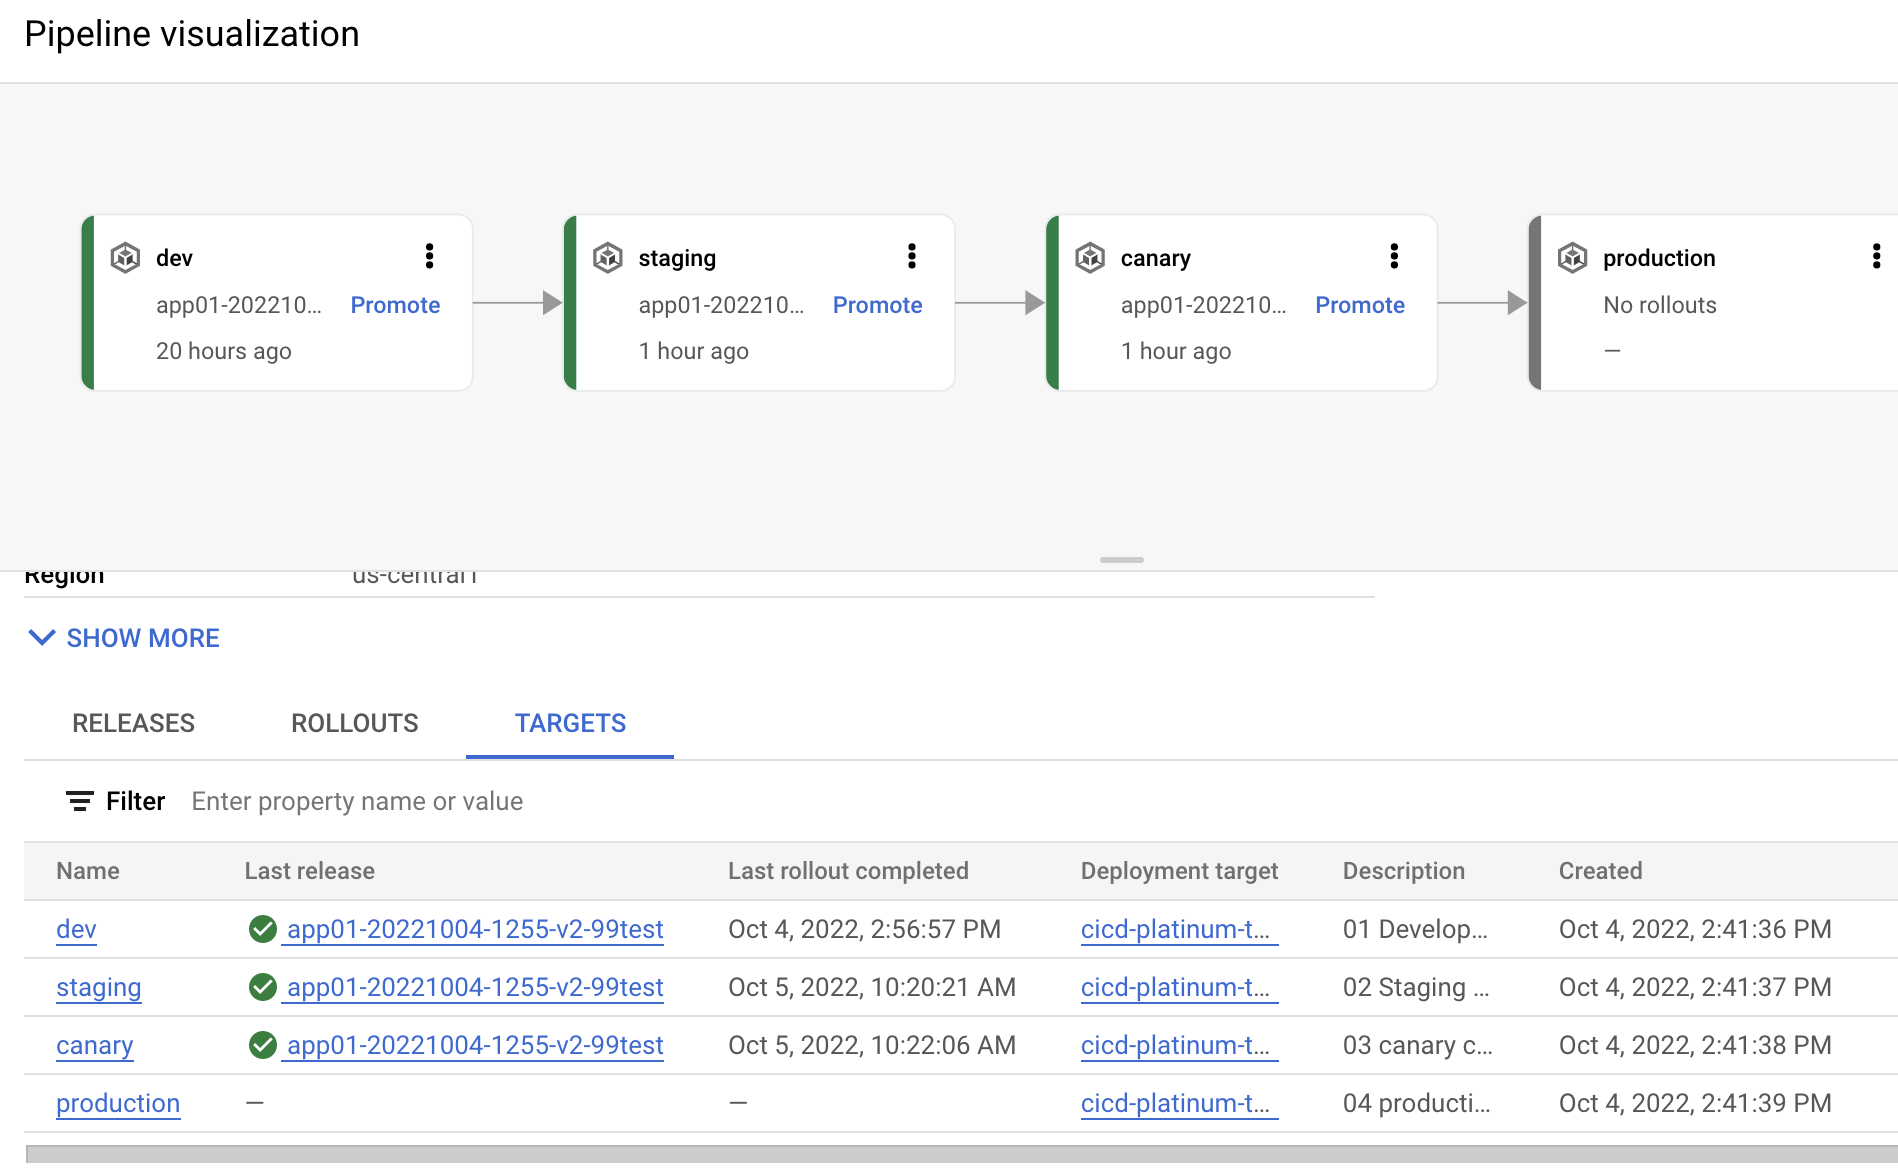 Pipeline visualization
dev
app01-202210... Promote
20 hours ago
staging
app01-202210... Promote
1 hour ago
canary
app01-202210... Promote
1 hour ago
production
No rollouts
—
Region us-central1
SHOW MORE
RELEASES ROLLOUTS TARGETS
Filter Enter property name or value
Name Last release Last rollout completed Deployment target Description Created
dev app01-20221004-1255-v2-99test Oct 4, 2022, 2:56:57 PM cicd-platinum-t... 01 Develop... Oct 4, 2022, 2:41:36 PM
staging app01-20221004-1255-v2-99test Oct 5, 2022, 10:20:21 AM cicd-platinum-t... 02 Staging ... Oct 4, 2022, 2:41:37 PM
canary app01-20221004-1255-v2-99test Oct 5, 2022, 10:22:06 AM cicd-platinum-t... 03 canary c... Oct 4, 2022, 2:41:38 PM
production — — cicd-platinum-t... 04 producti... Oct 4, 2022, 2:41:39 PM